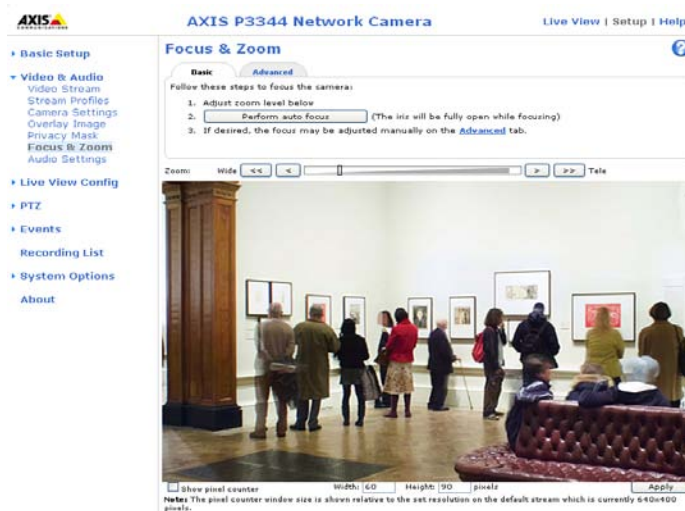 AXIS
COMMUNICATIONS
AXIS P3344 Network Camera
Live View | Setup | Help
Basic Setup
Video & Audio
Video Stream
Stream Profiles
Camera Settings
Overlay Image
Privacy Mask
Focus & Zoom
Audio Settings
Live View Config
PTZ
Events
Recording List
System Options
About
Focus & Zoom
?
Basic
Advanced
Follow these steps to focus the camera:
1. Adjust zoom level below
2. Perform auto focus (The iris will be fully open while focusing)
3. If desired, the focus may be adjusted manually on the Advanced tab.
Zoom: Wide << < > >> Tele
Show pixel counter Width: 60 Height: 90 pixels Apply
Note: The pixel counter window size is shown relative to the set resolution on the default stream which is currently 640x400
pixels.